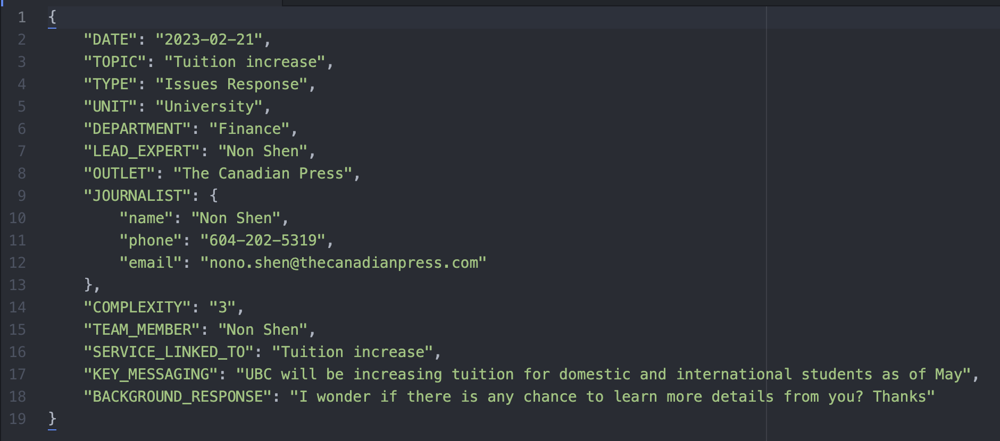 1 {
2     "DATE": "2023-02-21",
3     "TOPIC": "Tuition increase",
4     "TYPE": "Issues Response",
5     "UNIT": "University",
6     "DEPARTMENT": "Finance",
7     "LEAD_EXPERT": "Non Shen",
8     "OUTLET": "The Canadian Press",
9     "JOURNALIST": {
10         "name": "Non Shen",
11         "phone": "604-202-5319",
12         "email": "nono.shen@thecanadianpress.com"
13     },
14     "COMPLEXITY": "3",
15     "TEAM_MEMBER": "Non Shen",
16     "SERVICE_LINKED_TO": "Tuition increase",
17     "KEY_MESSAGING": "UBC will be increasing tuition for domestic and international students as of May",
18     "BACKGROUND_RESPONSE": "I wonder if there is any chance to learn more details from you? Thanks"
19 }